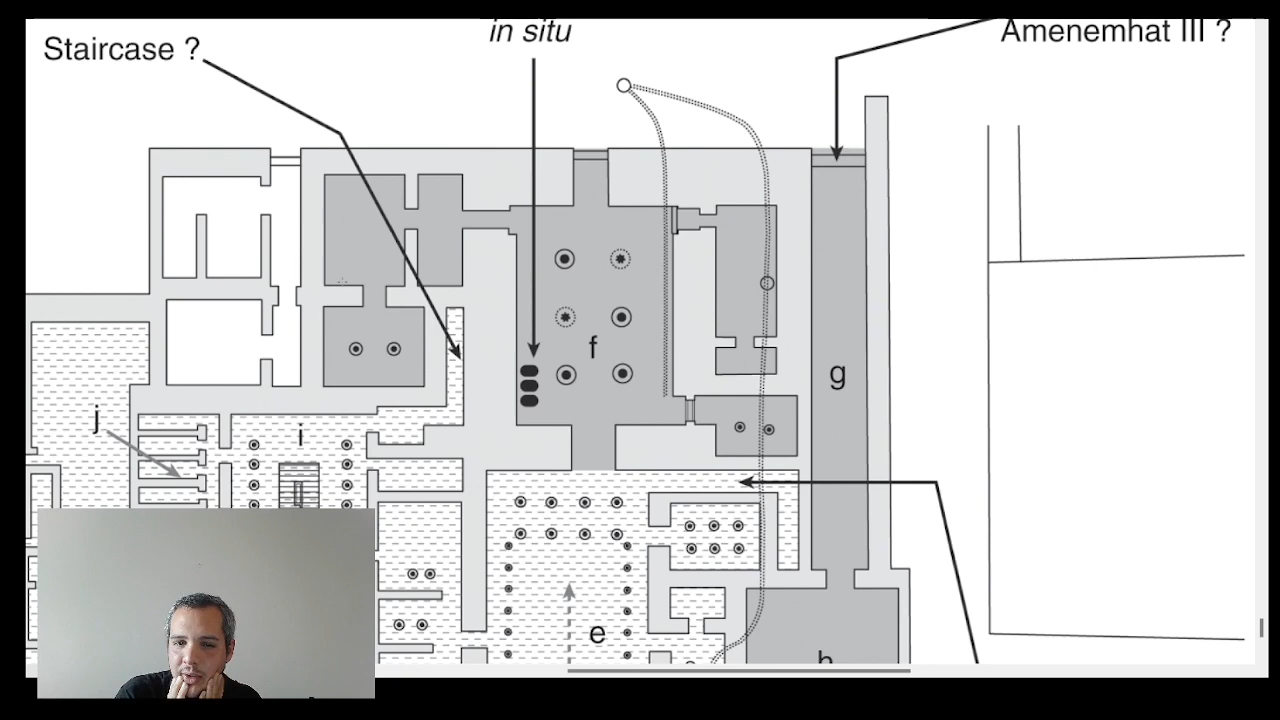 in situ
Amenemhat III ?
Staircase ?
f
g
j
i
e